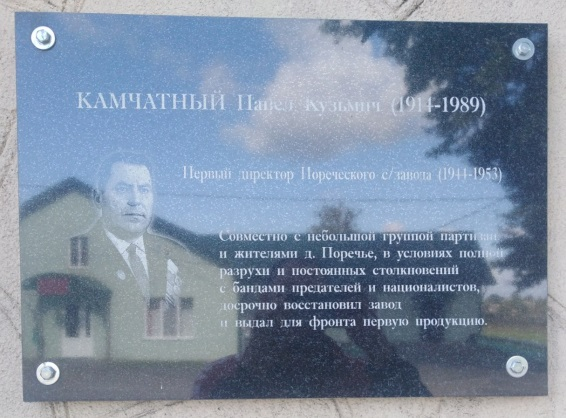 КАМЧАТНЫЙ Павел Кузьмич (1914-1989)
Первый директор Пореческого с/завода (1944-1953)
Совместно с небольшой группой партизан
и жителями д. Поречье, в условиях полной
разрухи и постоянных столкновений
с бандами предателей и националистов,
досрочно восстановил завод
и выдал для фронта первую продукцию.